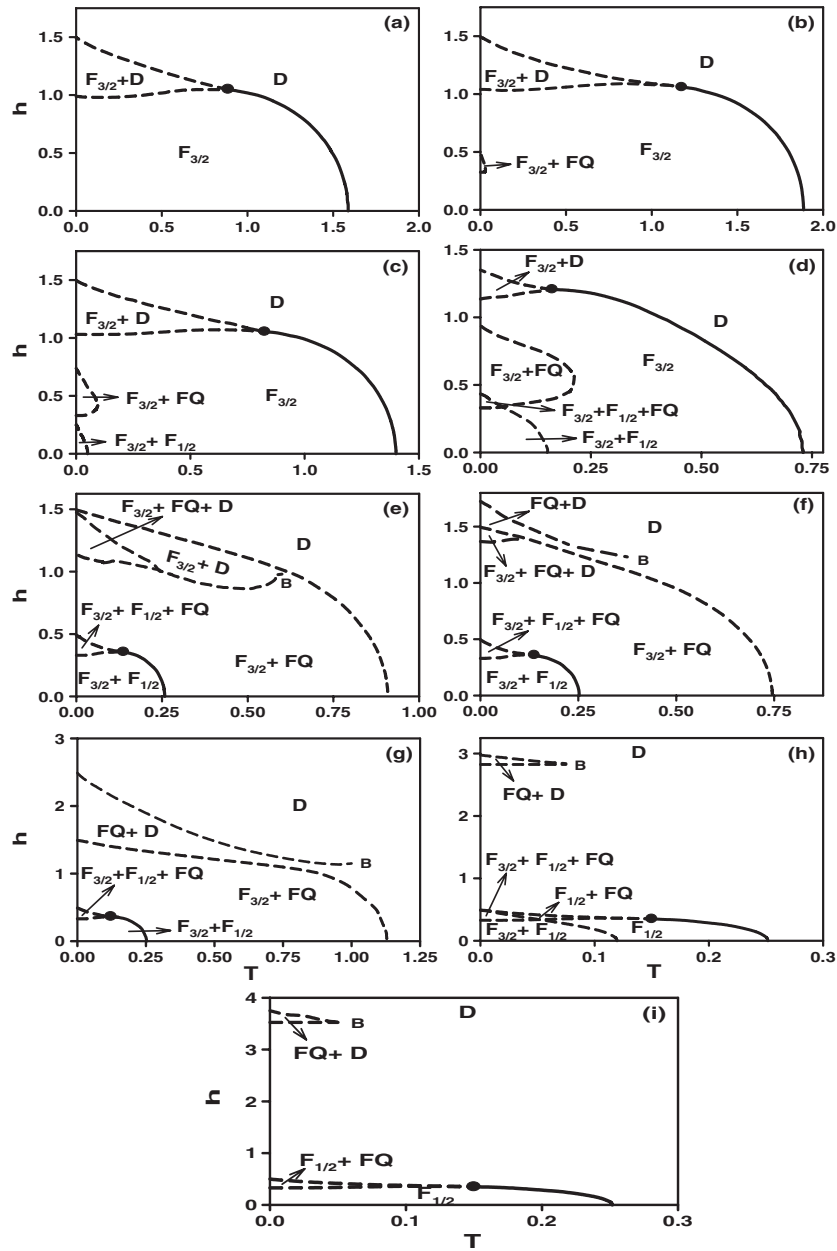 (a)
1.5
F3/2+D
D
1.0
h
0.5
F3/2
0.0
0.0 0.5 1.0 1.5 2.0
(b)
1.5
D
F3/2+ D
1.0
F3/2
0.5
F3/2+ FQ
0.0
0.0 0.5 1.0 1.5 2.0
(c)
1.5
D
F3/2+ D
1.0
h
F3/2+ FQ
F3/2
0.5
F3/2+ F1/2
0.0
0.0 0.5 1.0 1.5
(d)
1.5
F3/2+D
D
1.0
F3/2
F3/2+FQ
0.5
F3/2+F1/2+FQ
F3/2+F1/2
0.0
0.00 0.25 0.50 0.75
(e)
F3/2+ FQ+ D
1.5
D
F3/2+ D
1.0
B
h
F3/2+ F1/2+ FQ
0.5
F3/2+ FQ
F3/2+ F1/2
0.0
0.00 0.25 0.50 0.75 1.00
(f)
FQ+D
D
1.5
B
F3/2+ FQ+ D
1.0
F3/2+ F1/2+ FQ
0.5
F3/2+ FQ
F3/2+ F1/2
0.0
0.00 0.25 0.50 0.75
(g)
3
2
D
h
FQ+ D
B
1
F3/2+F1/2+ FQ
F3/2+ FQ
F3/2+F1/2
0
0.00 0.25 0.50 0.75 1.00 1.25
T
(h)
D
3
B
FQ+ D
2
F3/2+ F1/2+ FQ
1
F1/2+ FQ
F3/2+ F1/2
F1/2
0
0.0 0.1 0.2 0.3
T
(i)
4
D
B
FQ+ D
3
h
2
1
F1/2+ FQ
F1/2
0
0.0 0.1 0.2 0.3
T